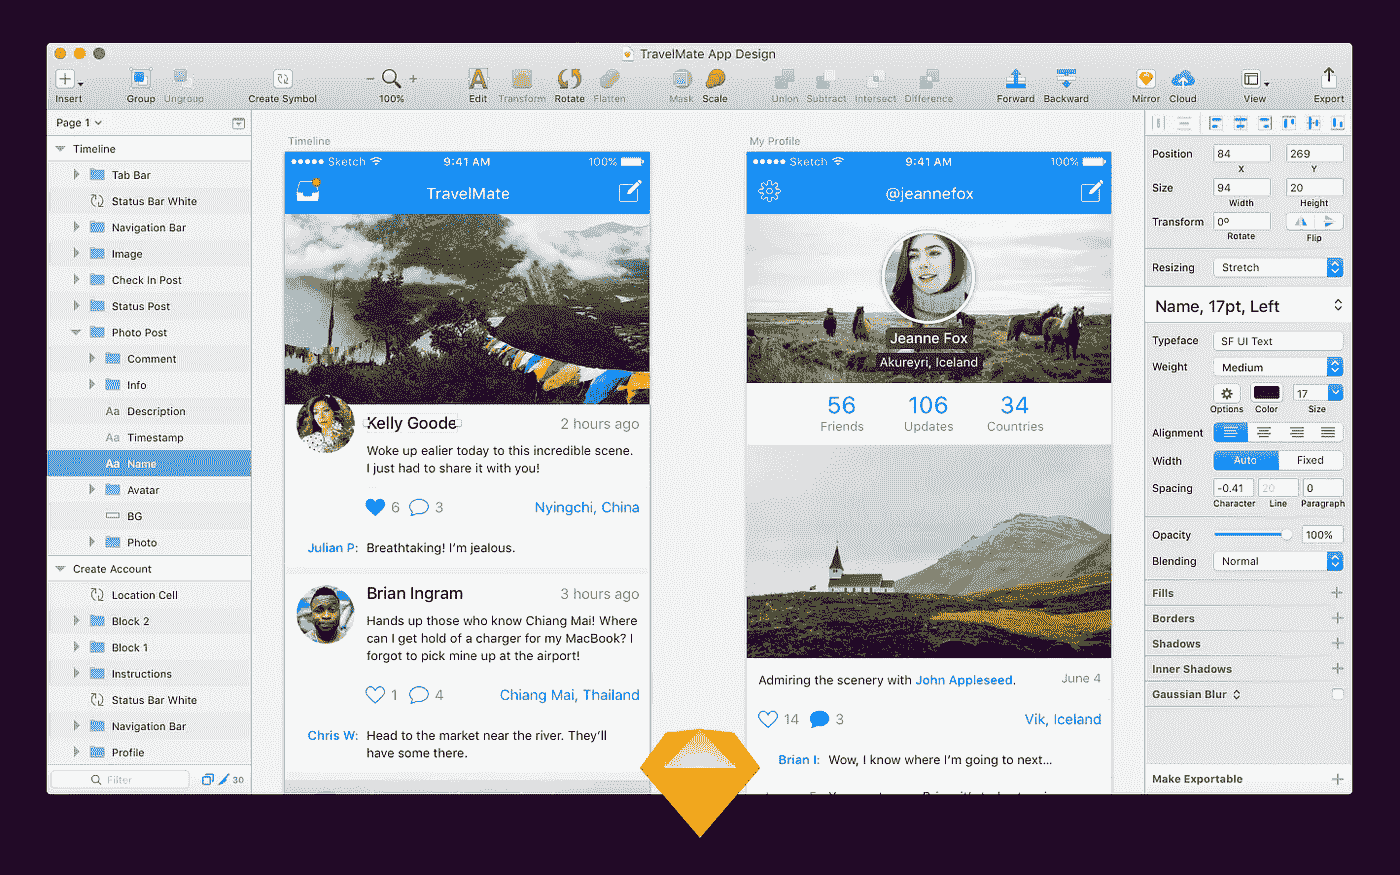 TravelMate App Design
Insert
Group
Ungroup
Create Symbol
100%
Edit
Transform
Rotate
Flatten
Mask
Scale
Union
Subtract
Intersect
Difference
Forward
Backward
Mirror
Cloud
View
Export
Page 1
Timeline
Tab Bar
Status Bar White
Navigation Bar
Image
Check In Post
Status Post
Photo Post
Comment
Info
Aa Description
Aa Timestamp
Aa Name
Avatar
BG
Photo
Create Account
Location Cell
Block 2
Block 1
Instructions
Status Bar White
Navigation Bar
Profile
Filter
30
Timeline
Sketch 9:41 AM 100%
TravelMate
Kelly Goode 2 hours ago
Woke up ealier today to this incredible scene.
I just had to share it with you!
6 3 Nyingchi, China
Julian P: Breathtaking! I'm jealous.
Brian Ingram 3 hours ago
Hands up those who know Chiang Mai! Where
can I get hold of a charger for my MacBook? I
forgot to pick mine up at the airport!
1 4 Chiang Mai, Thailand
Chris W: Head to the market near the river. They'll
have some there.
My Profile
Sketch 9:41 AM 100%
@jeannefox
Jeanne Fox
Akureyri, Iceland
56 106 34
Friends Updates Countries
Admiring the scenery with John Appleseed. June 4
14 3 Vik, Iceland
Brian I: Wow, I know where I'm going to next...
Position 84 269
X Y
Size 94 20
Width Height
Transform 0º
Rotate Flip
Resizing Stretch
Name, 17pt, Left
Typeface SF UI Text
Weight Medium
17
Options Color Size
Alignment
Width Auto Fixed
Spacing -0.41 20 0
Character Line Paragraph
Opacity 100%
Blending Normal
Fills
Borders
Shadows
Inner Shadows
Gaussian Blur
Make Exportable